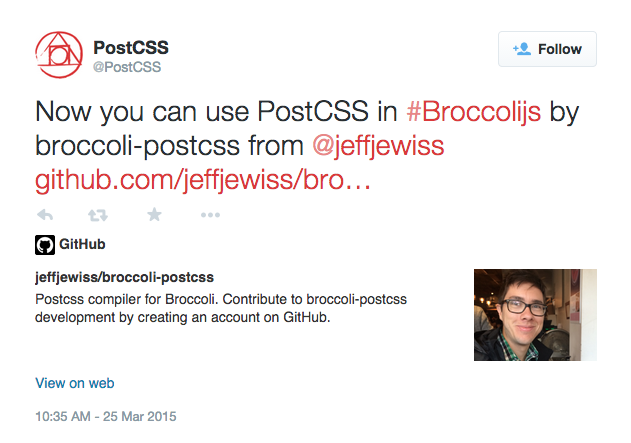 PostCSS
@PostCSS
Follow
Now you can use PostCSS in #Broccolijs by
broccoli-postcss from @jeffjewiss
github.com/jeffjewiss/bro…
GitHub
jeffjewiss/broccoli-postcss
Postcss compiler for Broccoli. Contribute to broccoli-postcss
development by creating an account on GitHub.
View on web
10:35 AM - 25 Mar 2015